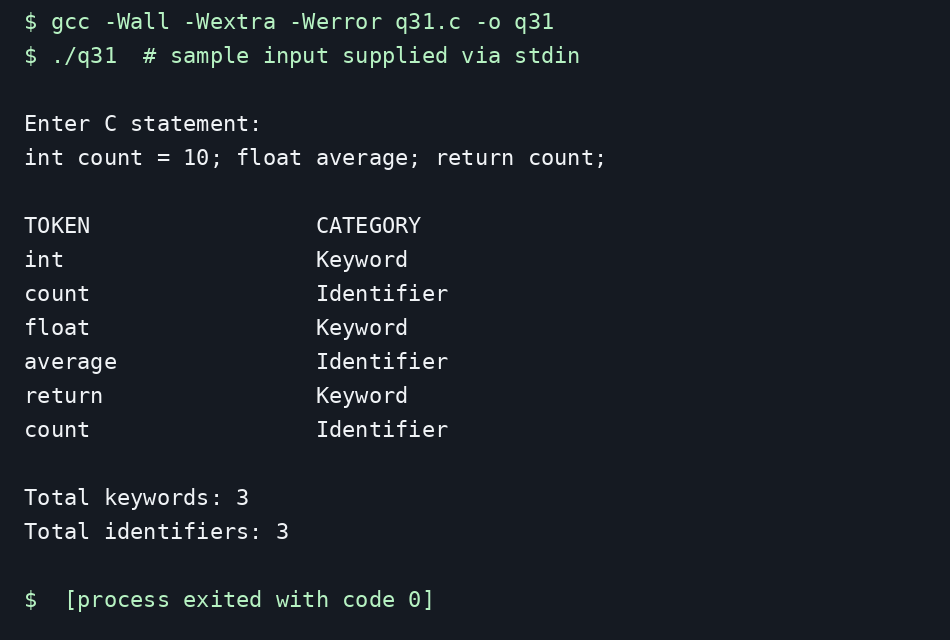 $ gcc -Wall -Wextra -Werror q31.c -o q31
$ ./q31  # sample input supplied via stdin
Enter C statement:
int count = 10; float average; return count;
TOKEN                 CATEGORY
int                   Keyword
count                 Identifier
float                 Keyword
average               Identifier
return                Keyword
count                 Identifier
Total keywords: 3
Total identifiers: 3
$  [process exited with code 0]